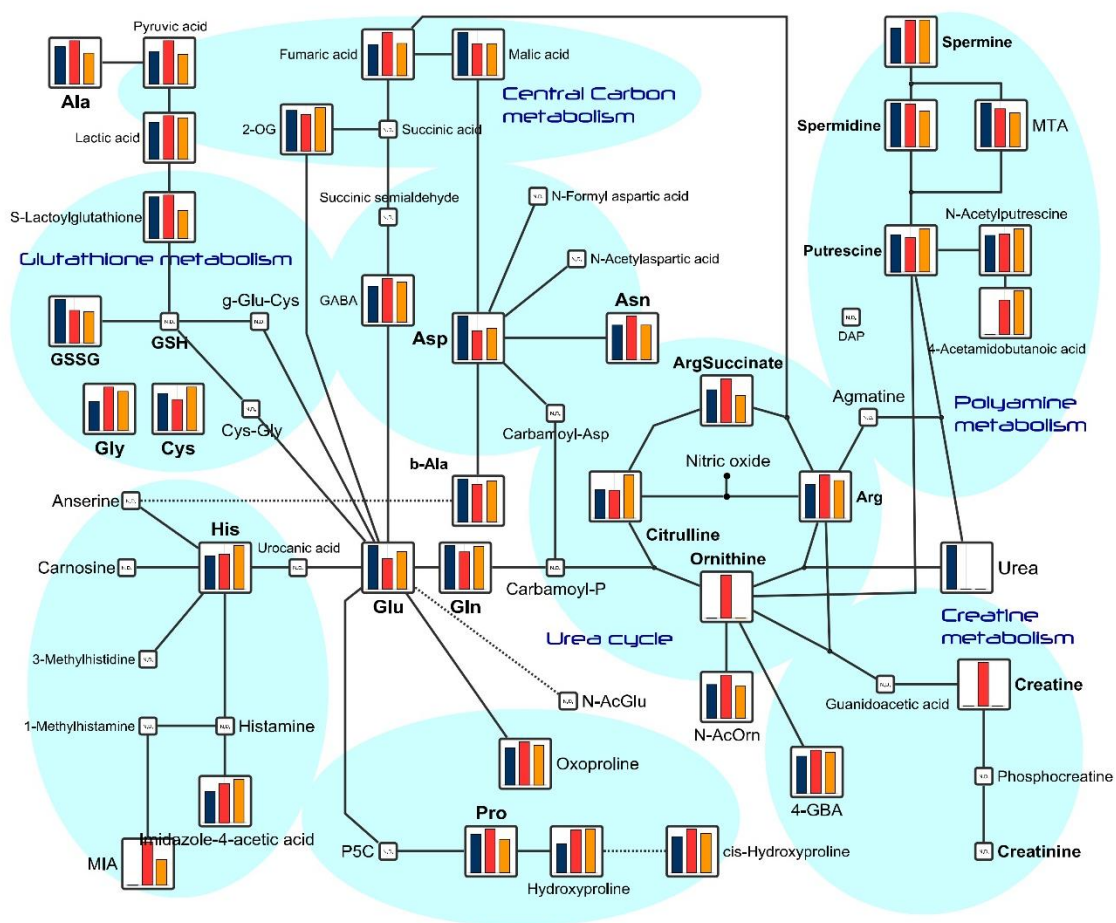 Pyruvic acid
Ala
Lactic acid
S-Lactoylglutathione
Glutathione metabolism
Fumaric acid
Malic acid
Central Carbon
metabolism
2-OG
N.D.
Succinic acid
Succinic semialdehyde
N.D.
GABA
N.D.
N-Formyl aspartic acid
N.D.
N-Acetylaspartic acid
Asp
Asn
Spermine
Spermidine
MTA
N-Acetylputrescine
Putrescine
N.D.
DAP
4-Acetamidobutanoic acid
Polyamine
metabolism
g-Glu-Cys
GSSG
N.D.
GSH
N.D.
Gly
Cys
N.D.
Cys-Gly
N.D.
Carbamoyl-Asp
b-Ala
ArgSuccinate
Agmatine
N.D.
Nitric oxide
Citrulline
Arg
Anserine
N.D.
His
Urocanic acid
Carnosine
N.D.
N.D.
Glu
Gln
N.D.
Carbamoyl-P
Ornithine
Urea
Urea cycle
Creatine
metabolism
3-Methylhistidine
N.D.
1-Methylhistamine
N.D.
N.D.
Histamine
N.D.
N-AcGlu
N-AcOrn
N.D.
Guanidoacetic acid
Creatine
Oxoproline
4-GBA
N.D.
Phosphocreatine
Imidazole-4-acetic acid
MIA
P5C
N.D.
Pro
Hydroxyproline
cis-Hydroxyproline
N.D.
Creatinine